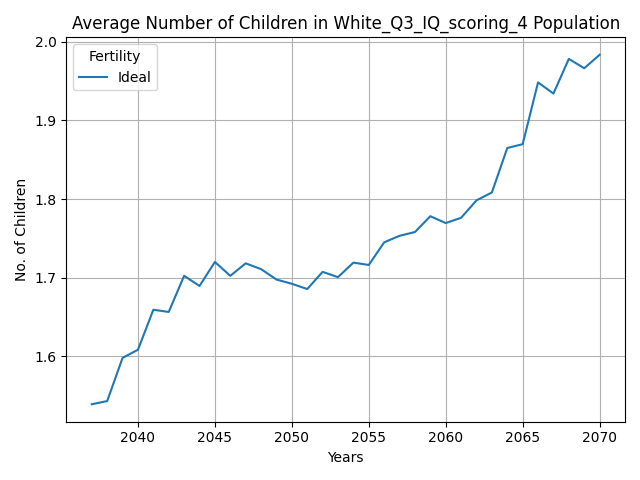 Average Number of Children in White_Q3_IQ_scoring_4 Population
Fertility
Ideal
No. of Children
2.0
1.9
1.8
1.7
1.6
2040 2045 2050 2055 2060 2065 2070
Years